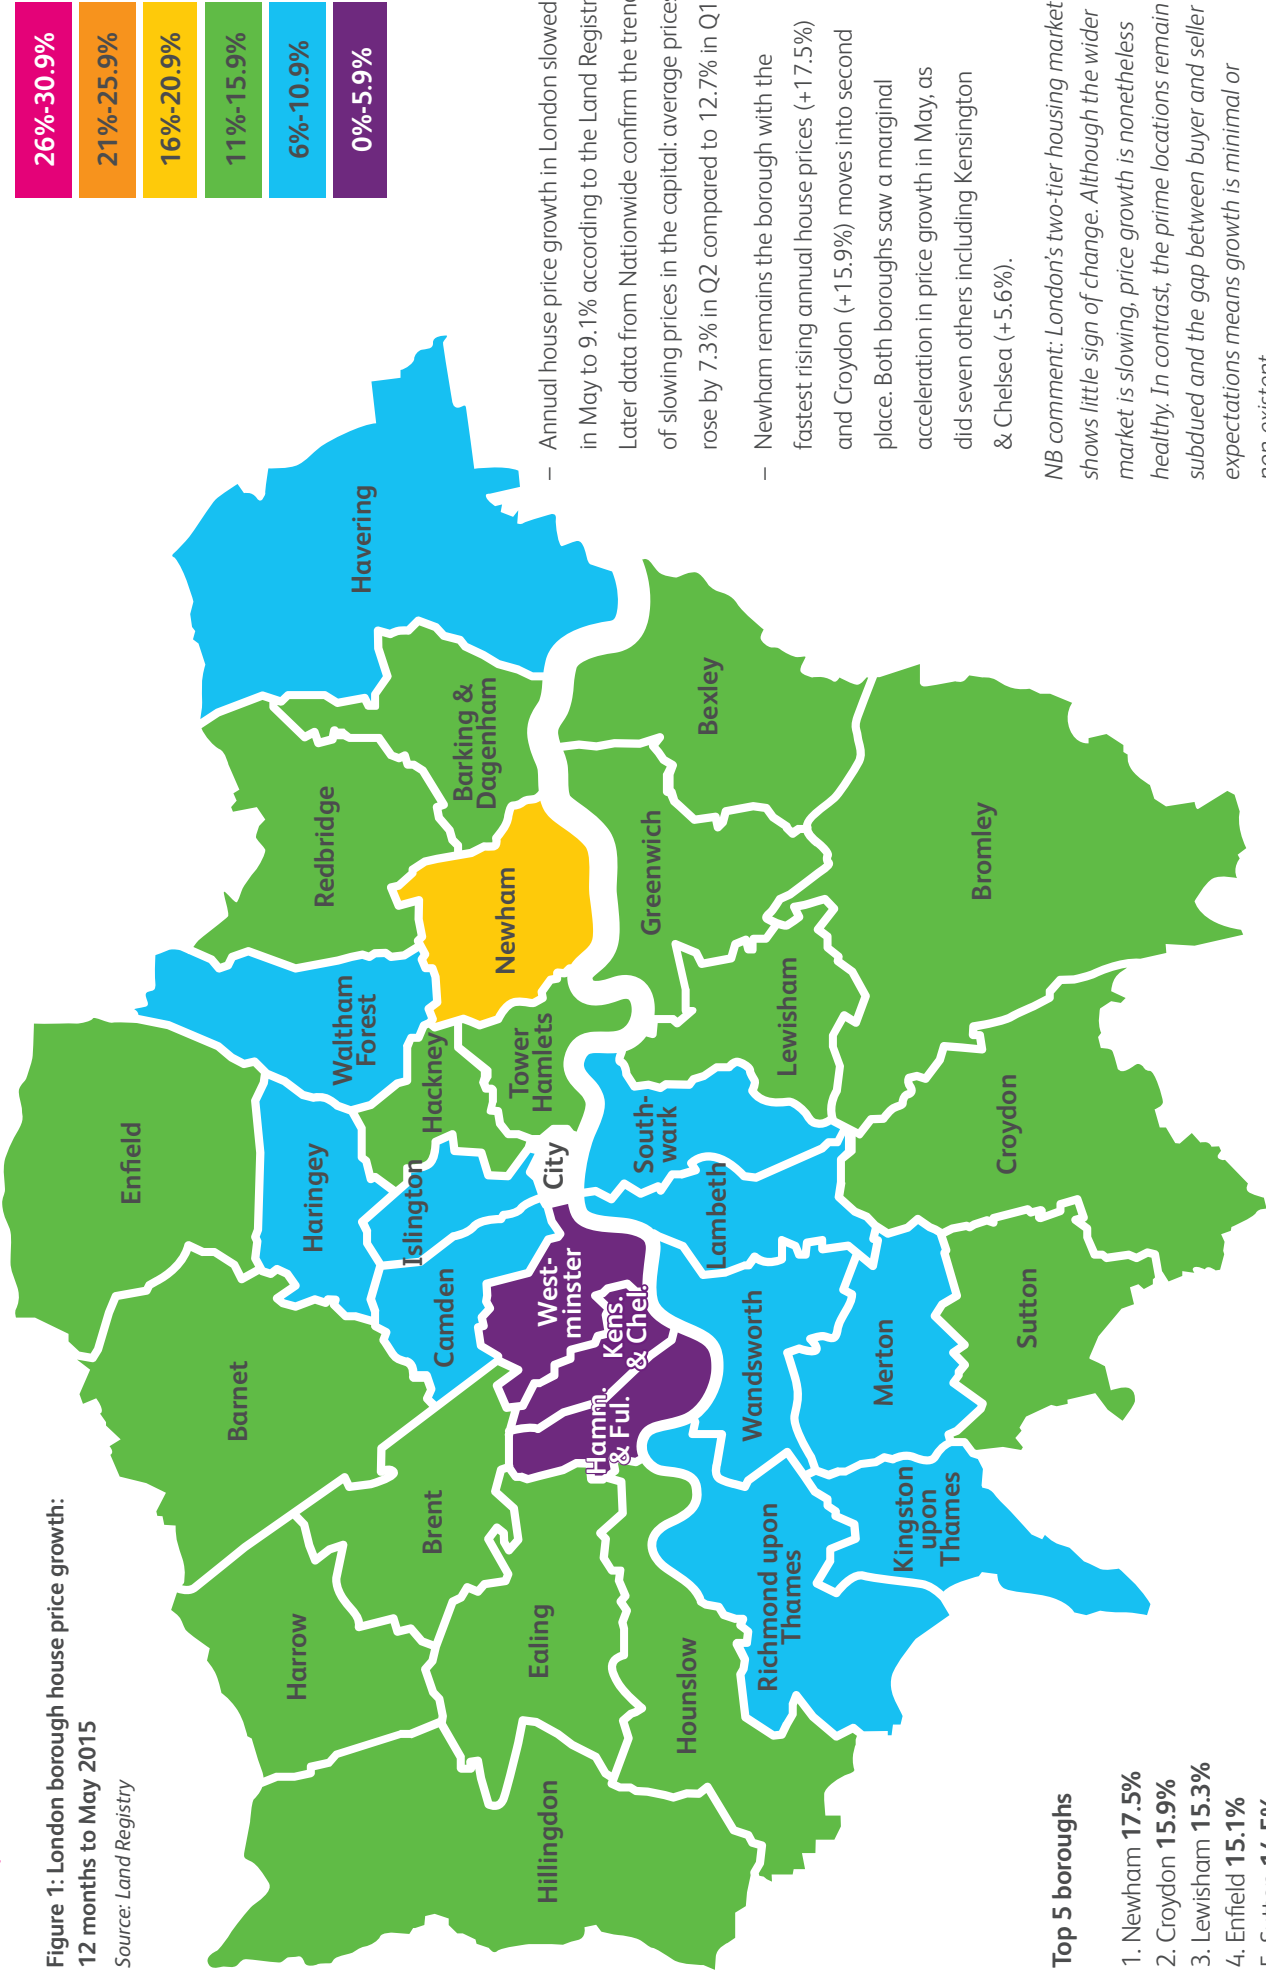 Figure 1: London borough house price growth:
12 months to May 2015
Source: Land Registry
26%-30.9%
21%-25.9%
16%-20.9%
11%-15.9%
6%-10.9%
0%-5.9%
Enfield
Barnet
Harrow
Haringey
Waltham
Forest
Redbridge
Havering
Hillingdon
Brent
Camden
Islington
Hackney
Barking &
Dagenham
Newham
Tower
Hamlets
City
West-
minster
Kens.
& Chel.
Hamm.
& Ful.
Ealing
Hounslow
Richmond upon
Thames
Wandsworth
Lambeth
South-
wark
Lewisham
Greenwich
Bexley
Kingston
upon
Thames
Merton
Sutton
Croydon
Bromley
Top 5 boroughs
1. Newham 17.5%
2. Croydon 15.9%
3. Lewisham 15.3%
4. Enfield 15.1%
– Annual house price growth in London slowed
in May to 9.1% according to the Land Registr
Later data from Nationwide confirm the tren
of slowing prices in the capital: average price
rose by 7.3% in Q2 compared to 12.7% in Q1
– Newham remains the borough with the
fastest rising annual house prices (+17.5%)
and Croydon (+15.9%) moves into second
place. Both boroughs saw a marginal
acceleration in price growth in May, as
did seven others including Kensington
& Chelsea (+5.6%).
NB comment: London's two-tier housing market
shows little sign of change. Although the wider
market is slowing, price growth is nonetheless
healthy. In contrast, the prime locations remain
subdued and the gap between buyer and seller
expectations means growth is minimal or